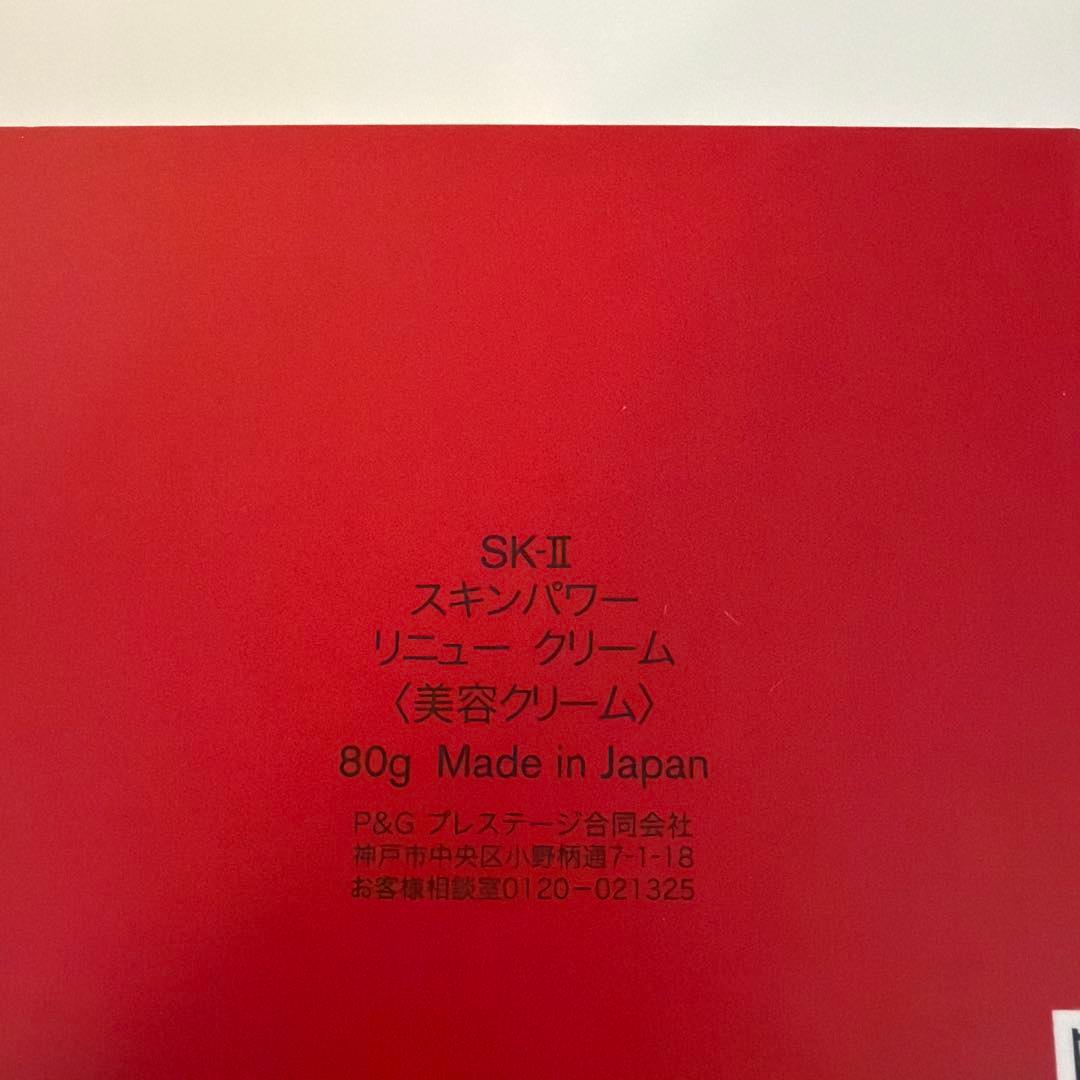 SK-Ⅱ
スキンパワー
リニュー クリーム
〈美容クリーム〉
80g Made in Japan
P&G プレステージ合同会社
神戸市中央区小野柄通7-1-18
お客様相談室0120-021325